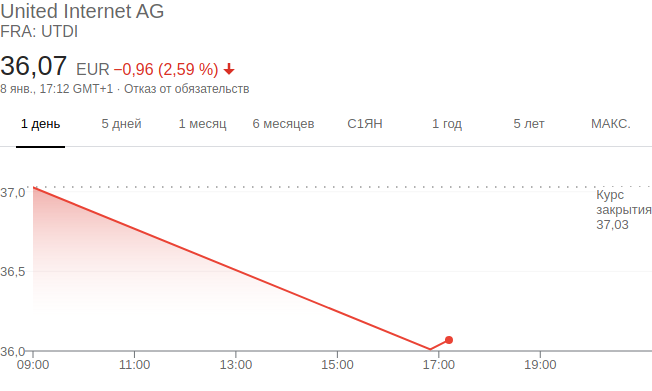 United Internet AG
FRA: UTDI
36,07 EUR −0,96 (2,59 %)
8 янв., 17:12 GMT+1 · Отказ от обязательств
1 день 5 дней 1 месяц 6 месяцев С1ЯН 1 год 5 лет МАКС.
37,0
Курс
закрытия
37,03
36,5
36,0
09:00 11:00 13:00 15:00 17:00 19:00